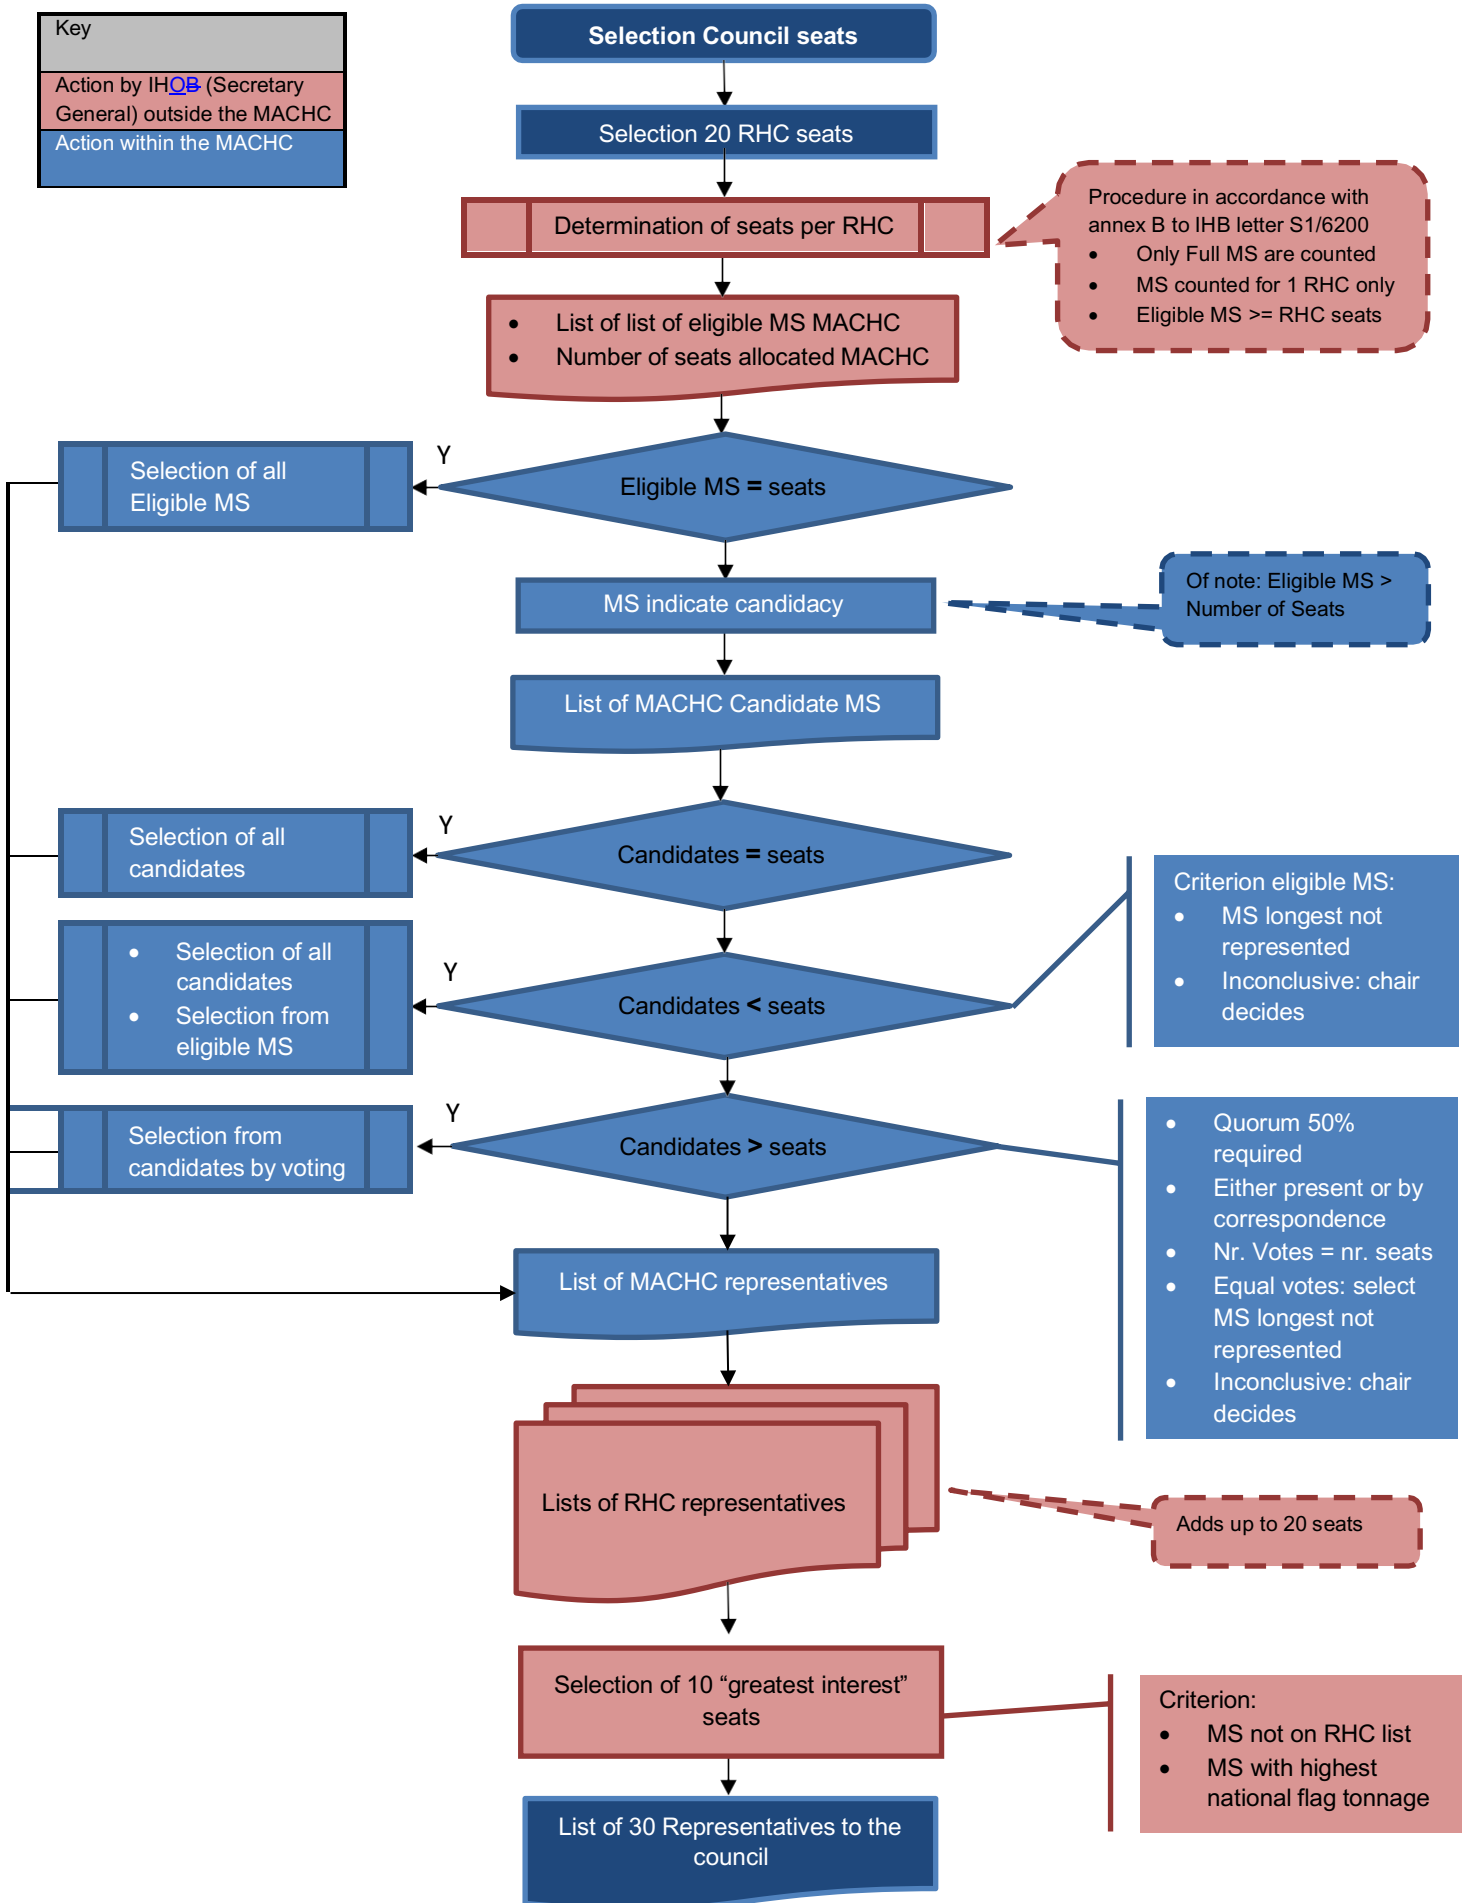 Key
Action by IHOB (Secretary
General) outside the MACHC
Action within the MACHC
Selection Council seats
Selection 20 RHC seats
Determination of seats per RHC
Procedure in accordance with
annex B to IHB letter S1/6200
• Only Full MS are counted
• MS counted for 1 RHC only
• Eligible MS >= RHC seats
• List of list of eligible MS MACHC
• Number of seats allocated MACHC
Eligible MS = seats
Y
Selection of all
Eligible MS
MS indicate candidacy
Of note: Eligible MS >
Number of Seats
List of MACHC Candidate MS
Candidates = seats
Y
Selection of all
candidates
Candidates < seats
Y
• Selection of all
candidates
• Selection from
eligible MS
Criterion eligible MS:
• MS longest not
represented
• Inconclusive: chair
decides
Candidates > seats
Y
Selection from
candidates by voting
• Quorum 50%
required
• Either present or by
correspondence
• Nr. Votes = nr. seats
• Equal votes: select
MS longest not
represented
• Inconclusive: chair
decides
List of MACHC representatives
Lists of RHC representatives
Adds up to 20 seats
Selection of 10 “greatest interest”
seats
Criterion:
• MS not on RHC list
• MS with highest
national flag tonnage
List of 30 Representatives to the
council